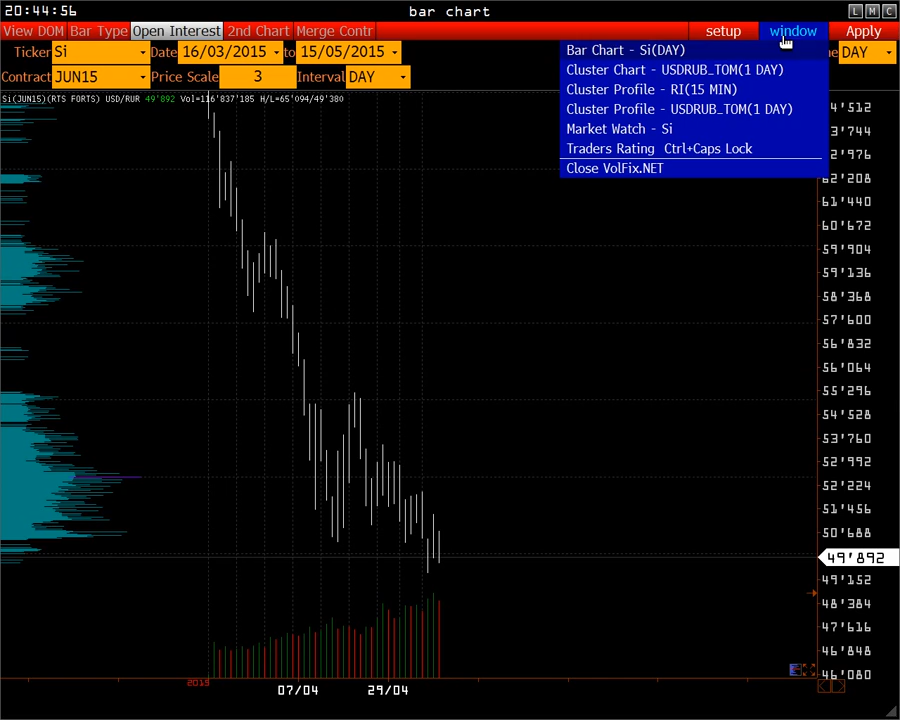 20:44:56
bar chart
L M C
View DOM Bar Type Open Interest 2nd Chart Merge Contr
setup window Apply
Ticker Si Date 16/03/2015 to 15/05/2015
DAY
Contract JUN15 Price Scale 3 Interval DAY
Bar Chart - Si(DAY)
Cluster Chart - USDRUB_TOM(1 DAY)
Cluster Profile - RI(15 MIN)
Cluster Profile - USDRUB_TOM(1 DAY)
Market Watch - Si
Traders Rating Ctrl+Caps Lock
Close VolFix.NET
Si(JUN15)(RTS FORTS) USD/RUR 49'892 Vol=116'837'185 H/L=65'094/49'380
62'208
61'440
60'672
59'904
59'136
58'368
57'600
56'832
56'064
55'296
54'528
53'760
52'992
52'224
51'456
50'688
49'892
49'152
48'384
47'616
46'848
46'080
2015
07/04 29/04